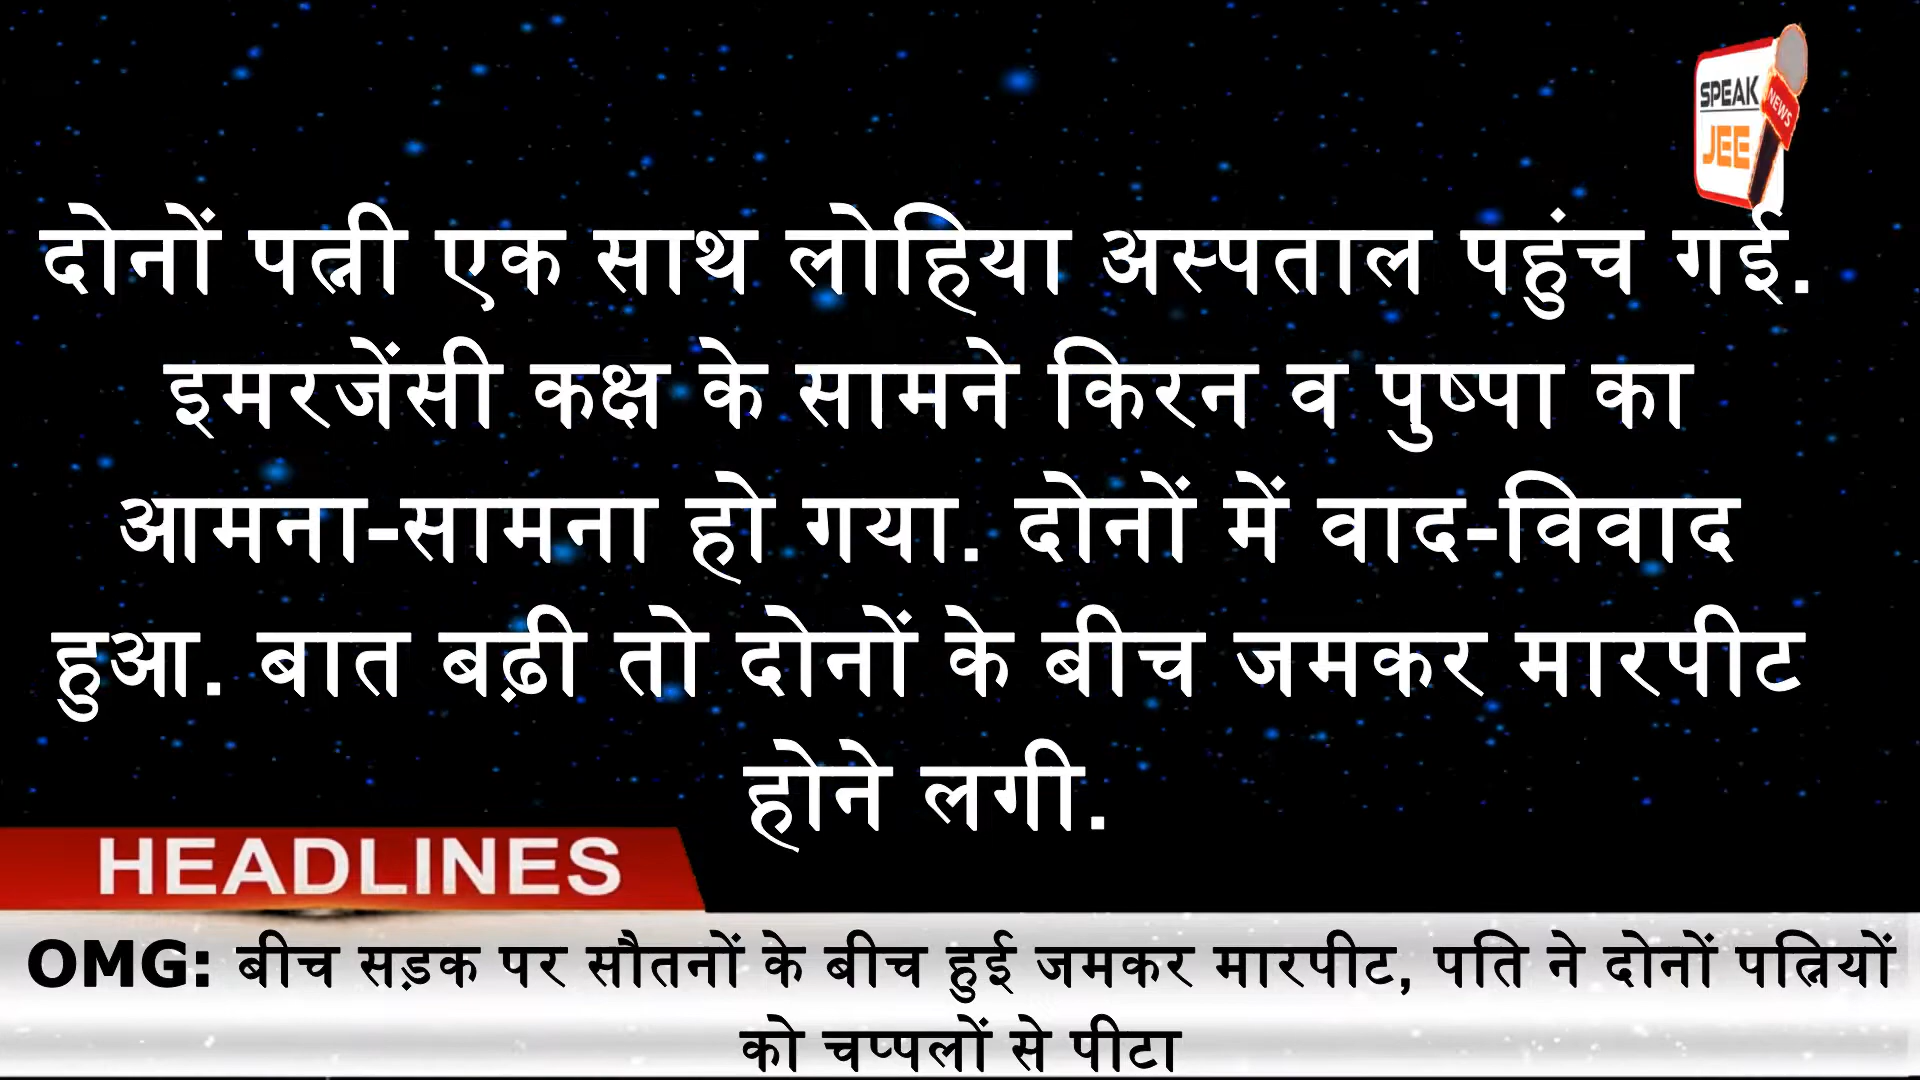 SPEAK
JEE
NEWS
दोनों पत्नी एक साथ लोहिया अस्पताल पहुंच गई.
इमरजेंसी कक्ष के सामने किरन व पुष्पा का
आमना-सामना हो गया. दोनों में वाद-विवाद
हुआ. बात बढ़ी तो दोनों के बीच जमकर मारपीट
होने लगी.
HEADLINES
OMG: बीच सड़क पर सौतनों के बीच हुई जमकर मारपीट, पति ने दोनों पत्नियों
को चप्पलों से पीटा